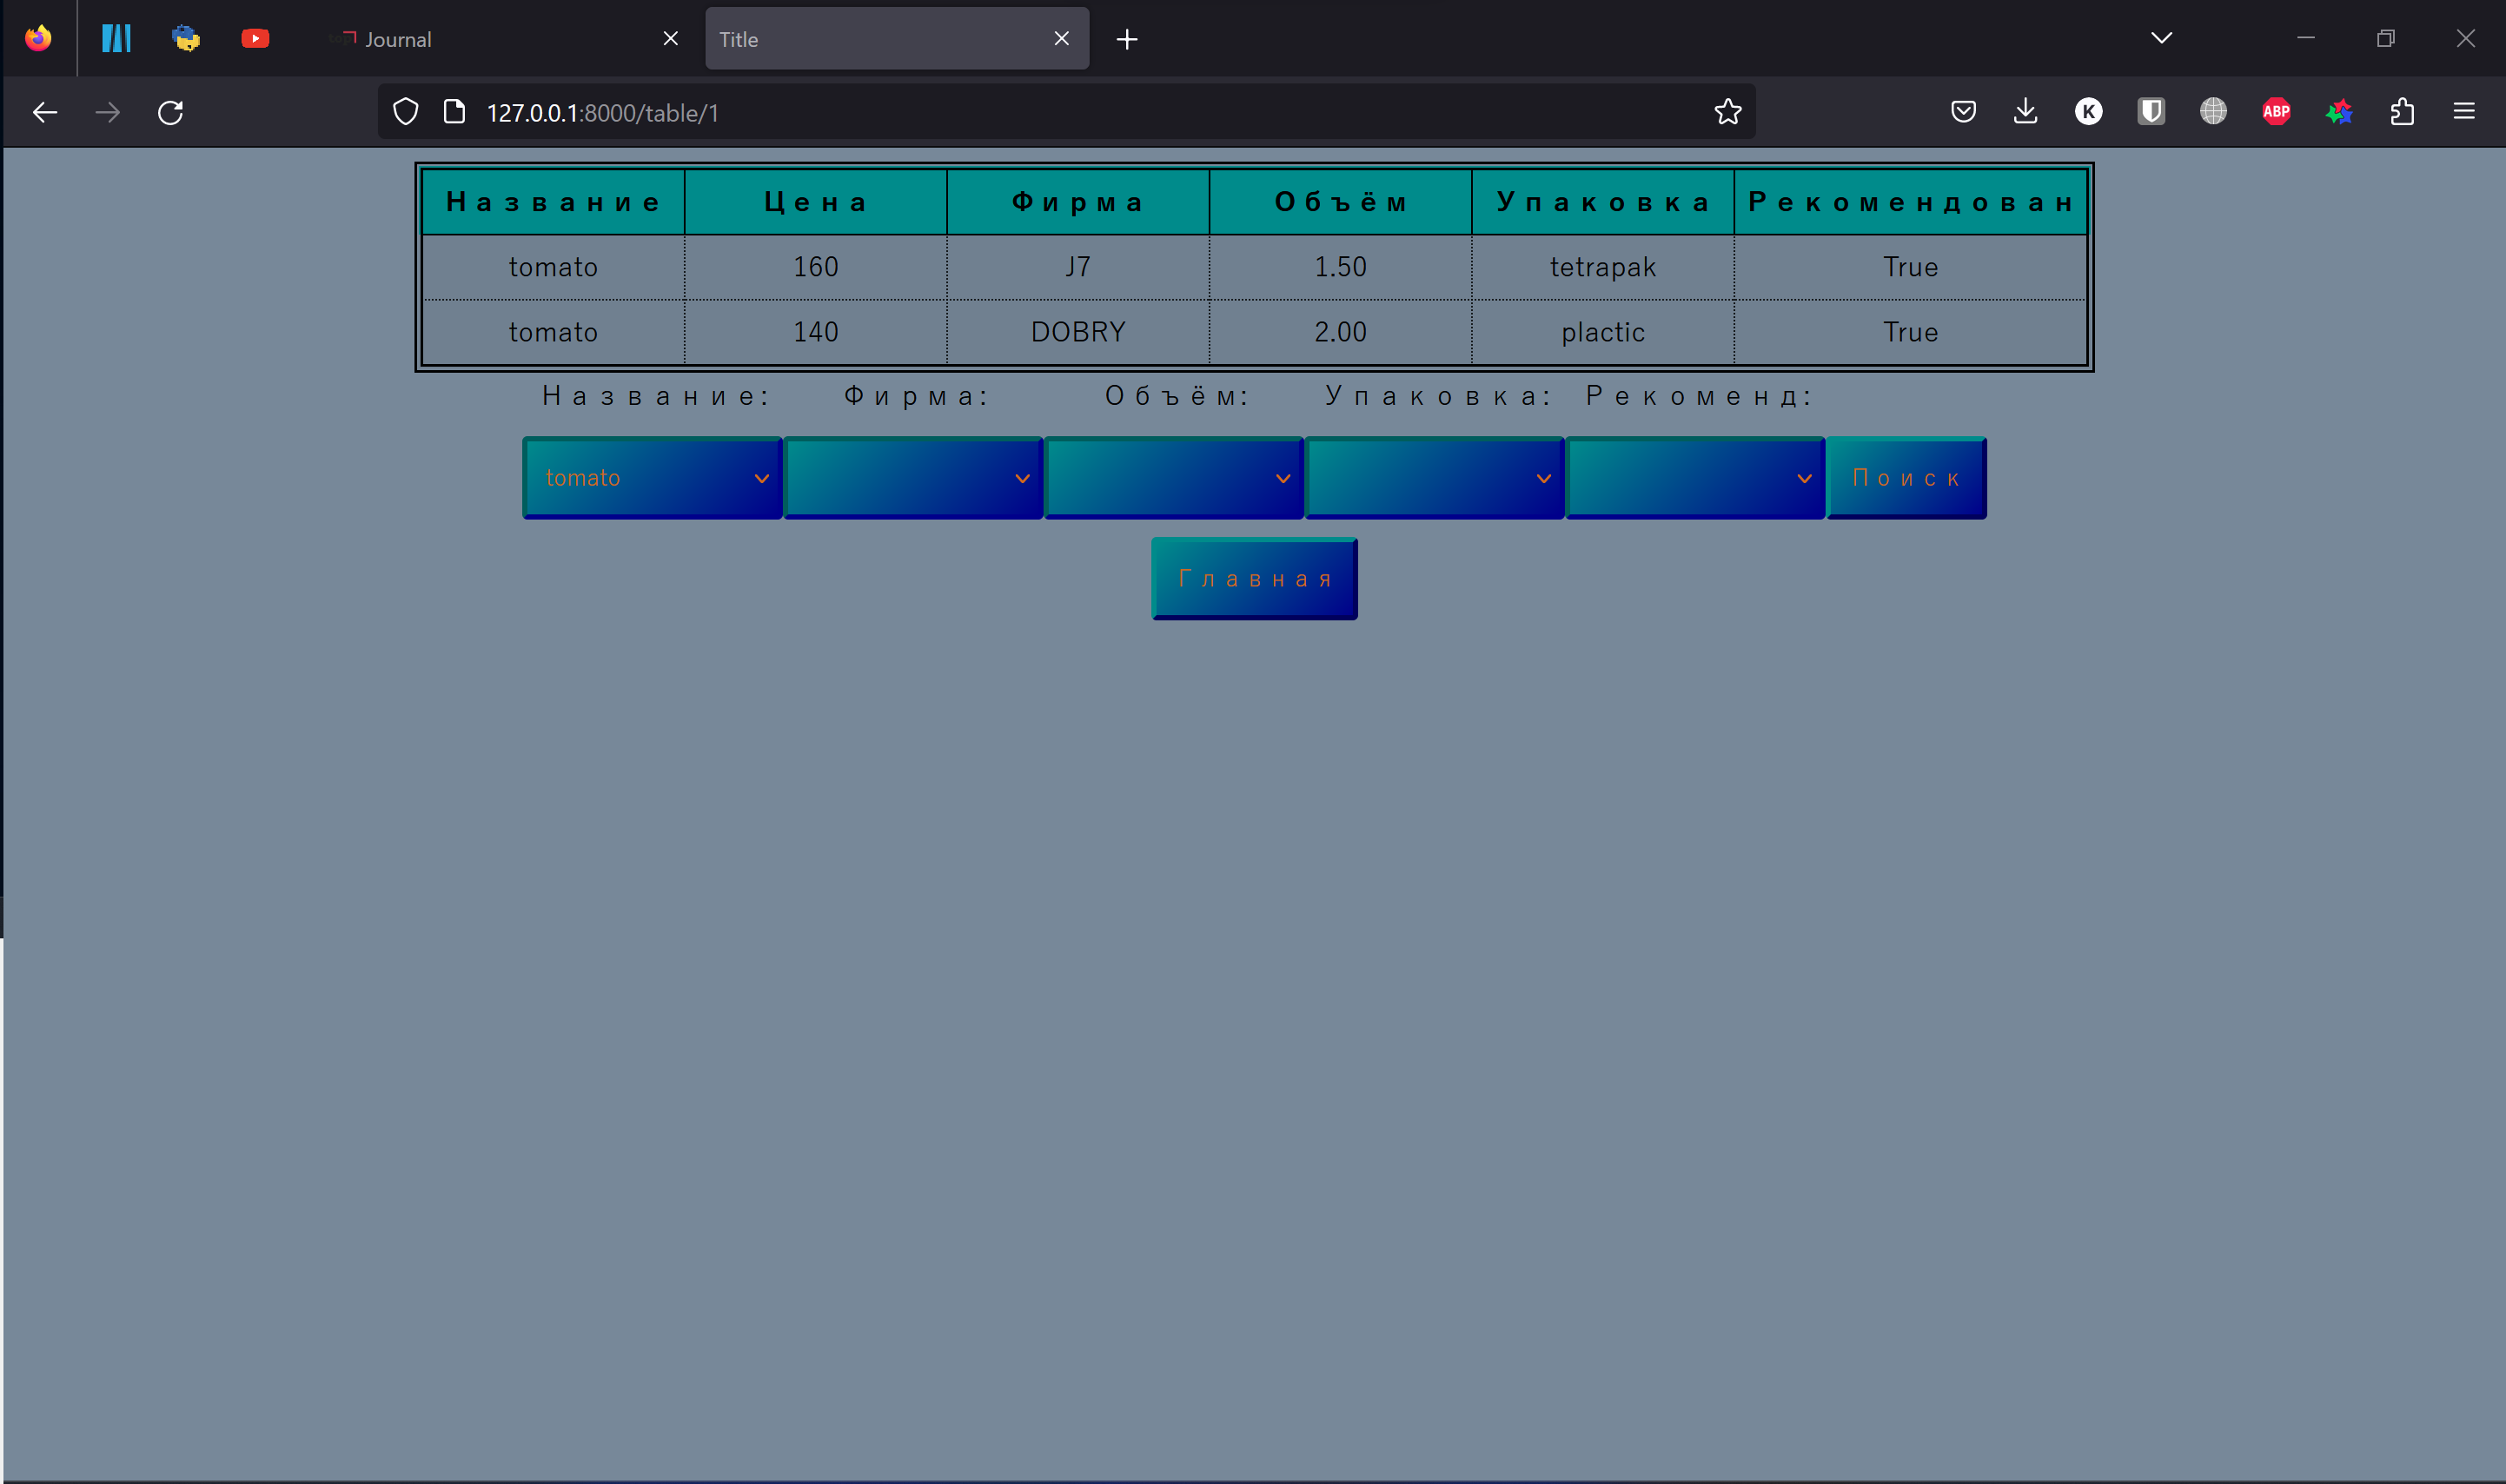 Journal Title
127.0.0.1:8000/table/1 K ABP
Название Цена Фирма Объём Упаковка Рекомендован
tomato 160 J7 1.50 tetrapak True
tomato 140 DOBRY 2.00 plactic True
Название: Фирма: Объём: Упаковка: Рекоменд:
tomato Поиск
Главная